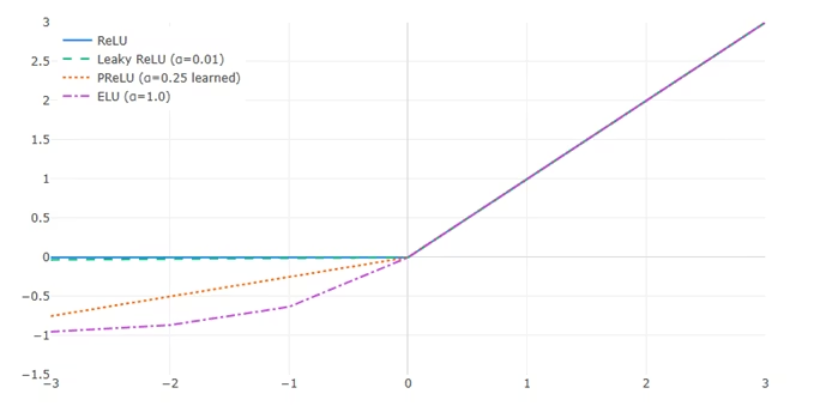 3
ReLU
2.5
Leaky ReLU (α=0.01)
PReLU (α=0.25 learned)
2
ELU (α=1.0)
1.5
1
0.5
0
−0.5
−1
−1.5
−3 −2 −1 0 1 2 3